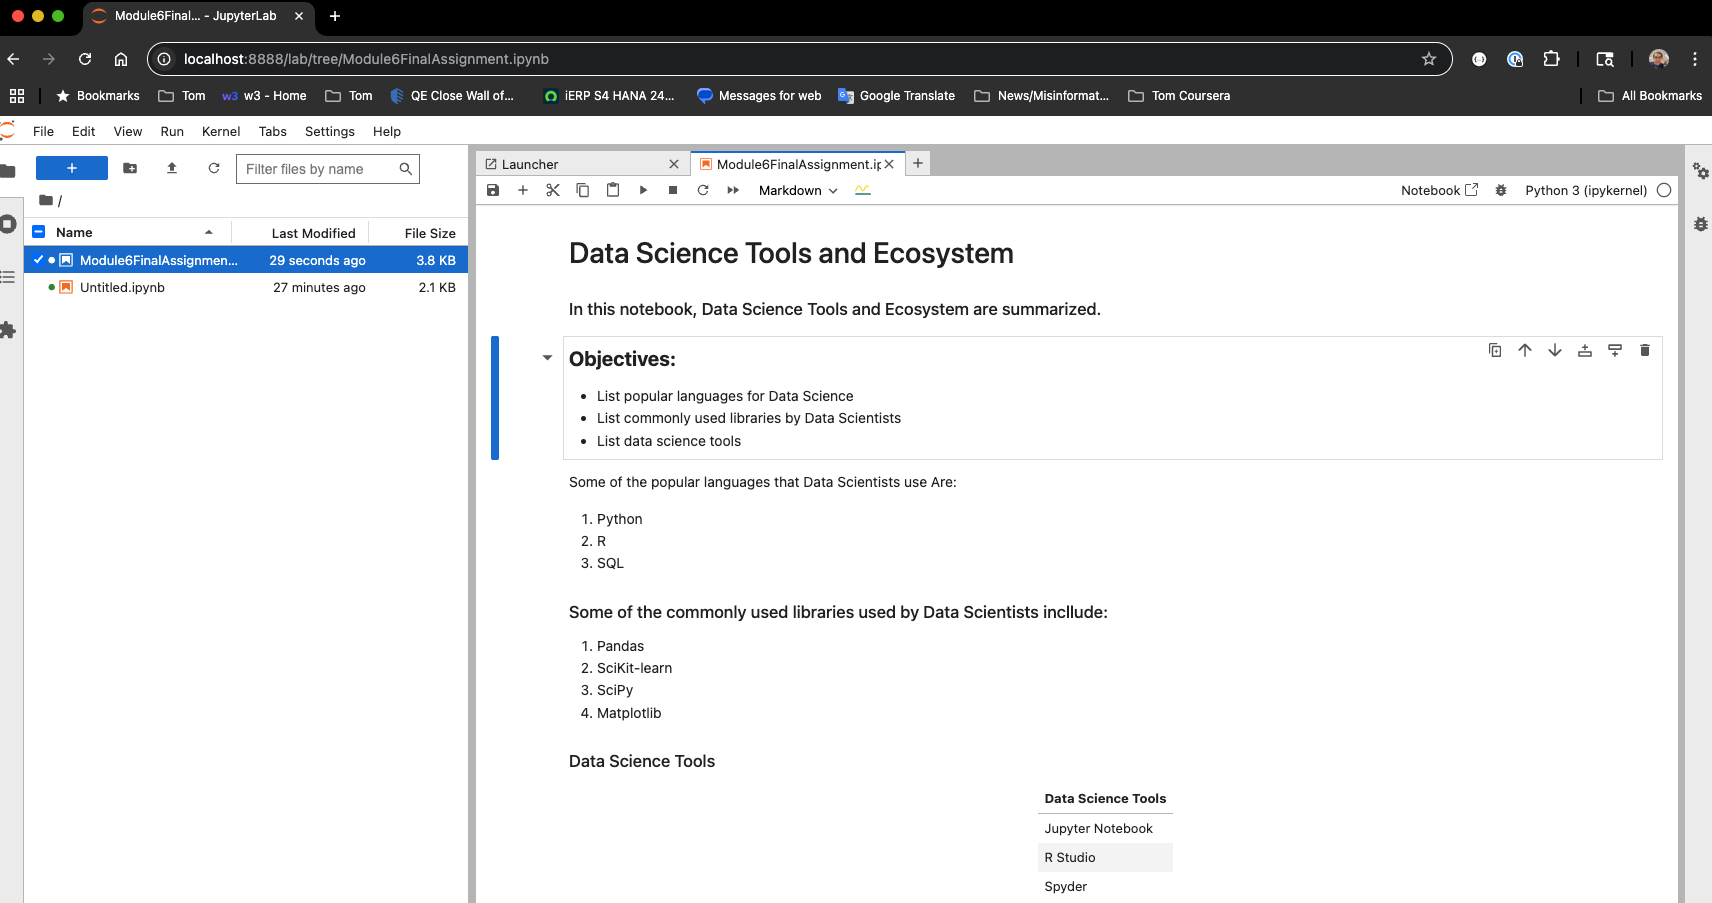 Module6Final... - JupyterLab
localhost:8888/lab/tree/Module6FinalAssignment.ipynb
Bookmarks Tom w3 w3 - Home Tom QE Close Wall of... iERP S4 HANA 24... Messages for web Google Translate News/Misinformat... Tom Coursera All Bookmarks
File Edit View Run Kernel Tabs Settings Help
Filter files by name
/
Name Last Modified File Size
Module6FinalAssignmen... 29 seconds ago 3.8 KB
Untitled.ipynb 27 minutes ago 2.1 KB
Launcher Module6FinalAssignment.ip
Markdown Notebook Python 3 (ipykernel)
Data Science Tools and Ecosystem
In this notebook, Data Science Tools and Ecosystem are summarized.
Objectives:
• List popular languages for Data Science
• List commonly used libraries by Data Scientists
• List data science tools
Some of the popular languages that Data Scientists use Are:
1. Python
2. R
3. SQL
Some of the commonly used libraries used by Data Scientists incllude:
1. Pandas
2. SciKit-learn
3. SciPy
4. Matplotlib
Data Science Tools
Data Science Tools
Jupyter Notebook
R Studio
Spyder